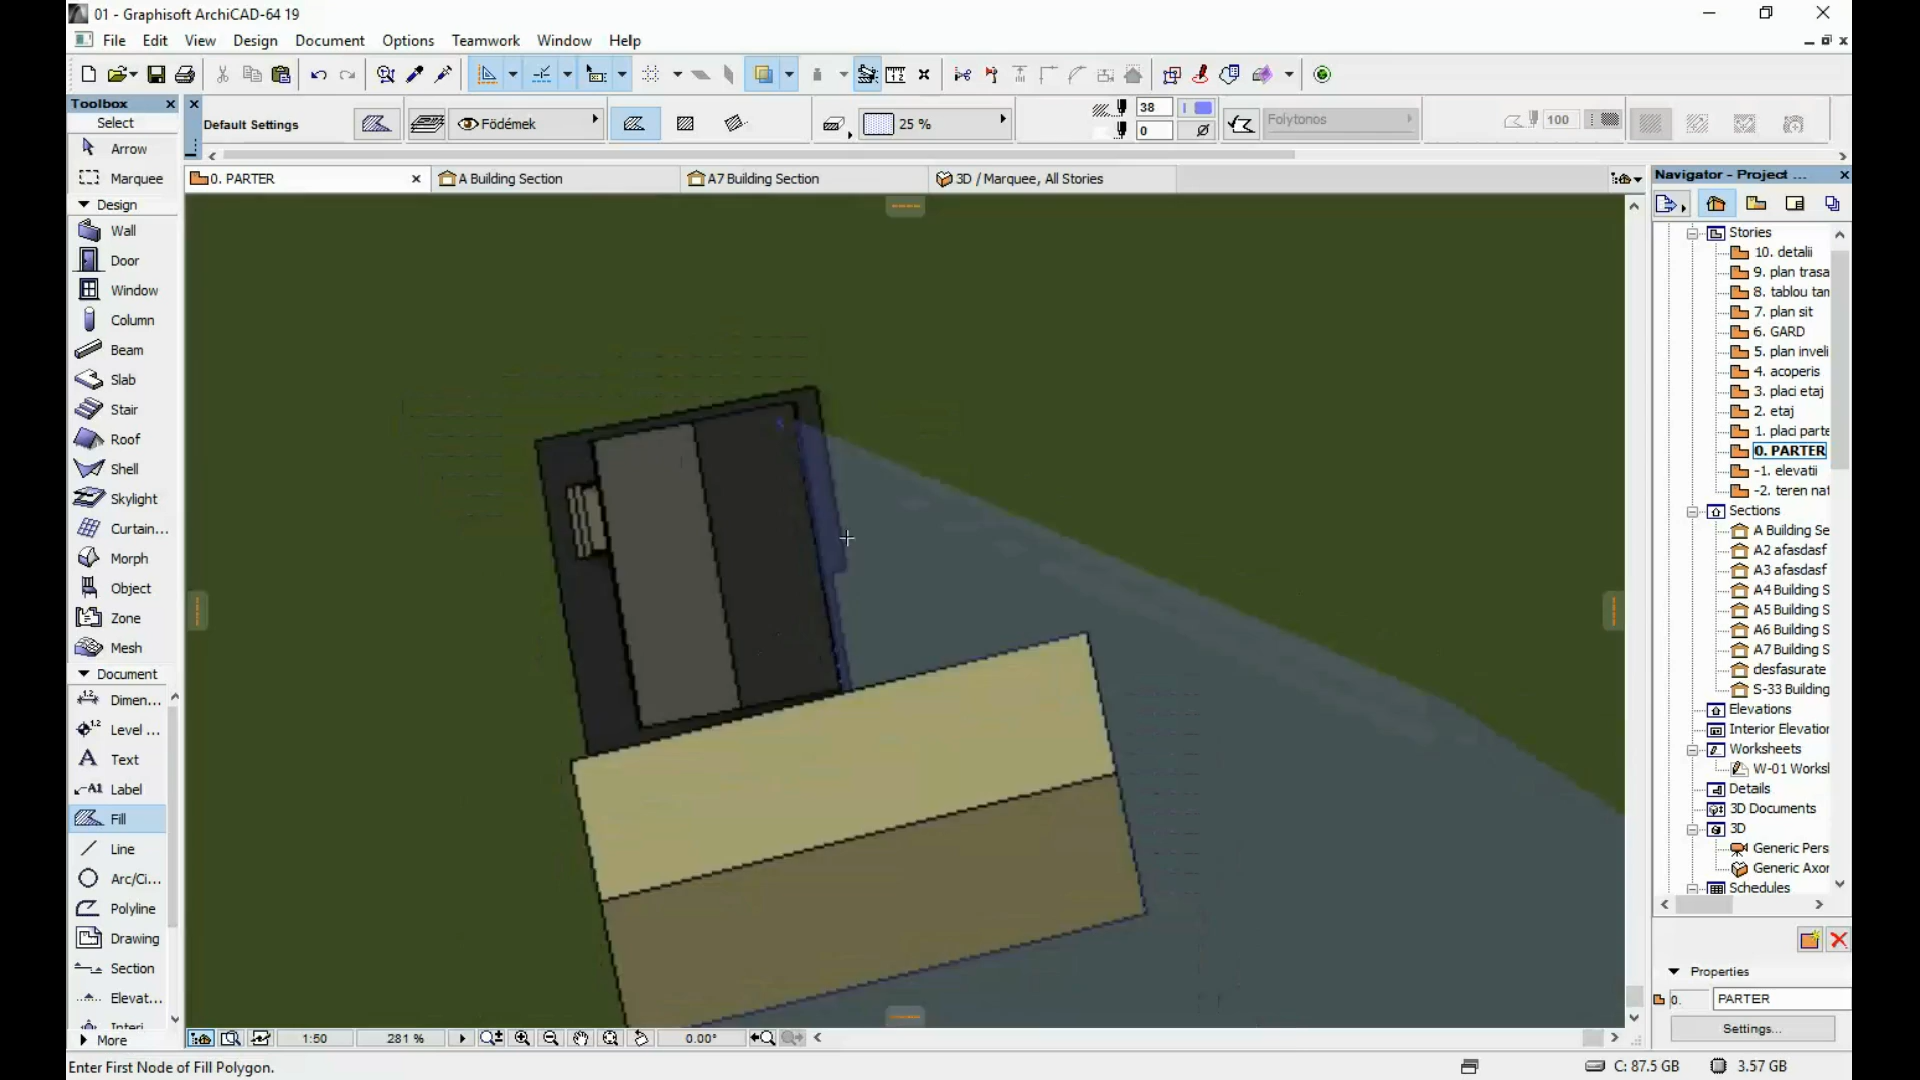 01 - Graphisoft ArchiCAD-64 19
File Edit View Design Document Options Teamwork Window Help
Toolbox
Select
Default Settings
Födémek
25 %
38
0
Polytonos
100
Arrow
Marquee
Design
Wall
Door
Window
Column
Beam
Slab
Stair
Roof
Shell
Skylight
Curtain...
Morph
Object
Zone
Mesh
Document
Dimen...
Level ...
Text
Label
Fill
Line
Arc/Ci...
Polyline
Drawing
Section
Elevat...
Interi
More
0. PARTER
A Building Section
A7 Building Section
3D / Marquee, All Stories
Navigator - Project ...
Stories
10. detalii
9. plan trasa
8. tablou tam
7. plan sit
6. GARD
5. plan inveli
4. acoperis
3. placi etaj
2. etaj
1. placi parte
0. PARTER
-1. elevatii
-2. teren nat
Sections
A Building Se
A2 afasdasf
A3 afasdasf
A4 Building S
A5 Building S
A6 Building S
A7 Building S
desfasurate
S-33 Building
Elevations
Interior Elevation
Worksheets
W-01 Worksl
Details
3D Documents
3D
Generic Pers
Generic Axor
Schedules
Properties
0. PARTER
Settings...
1:50
281 %
0.00°
Enter First Node of Fill Polygon.
C: 87.5 GB
3.57 GB